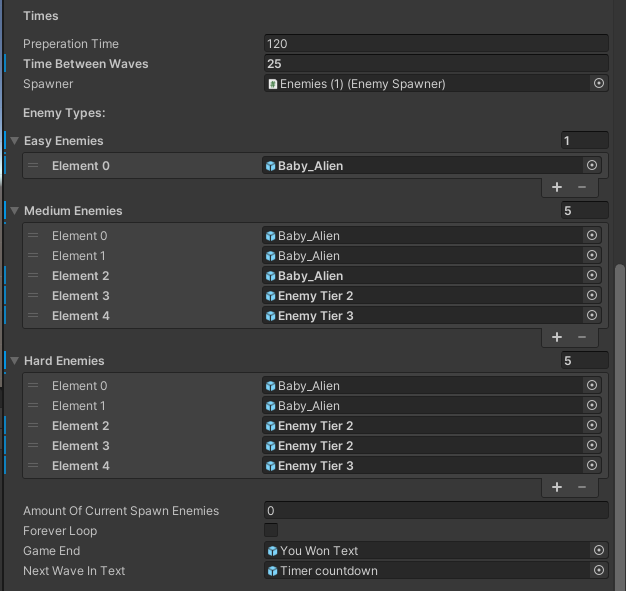 Times
Preperation Time 120
Time Between Waves 25
Spawner Enemies (1) (Enemy Spawner)
Enemy Types:
Easy Enemies 1
Element 0 Baby_Alien
+ −
Medium Enemies 5
Element 0 Baby_Alien
Element 1 Baby_Alien
Element 2 Baby_Alien
Element 3 Enemy Tier 2
Element 4 Enemy Tier 3
+ −
Hard Enemies 5
Element 0 Baby_Alien
Element 1 Baby_Alien
Element 2 Enemy Tier 2
Element 3 Enemy Tier 2
Element 4 Enemy Tier 3
+ −
Amount Of Current Spawn Enemies 0
Forever Loop
Game End You Won Text
Next Wave In Text Timer countdown